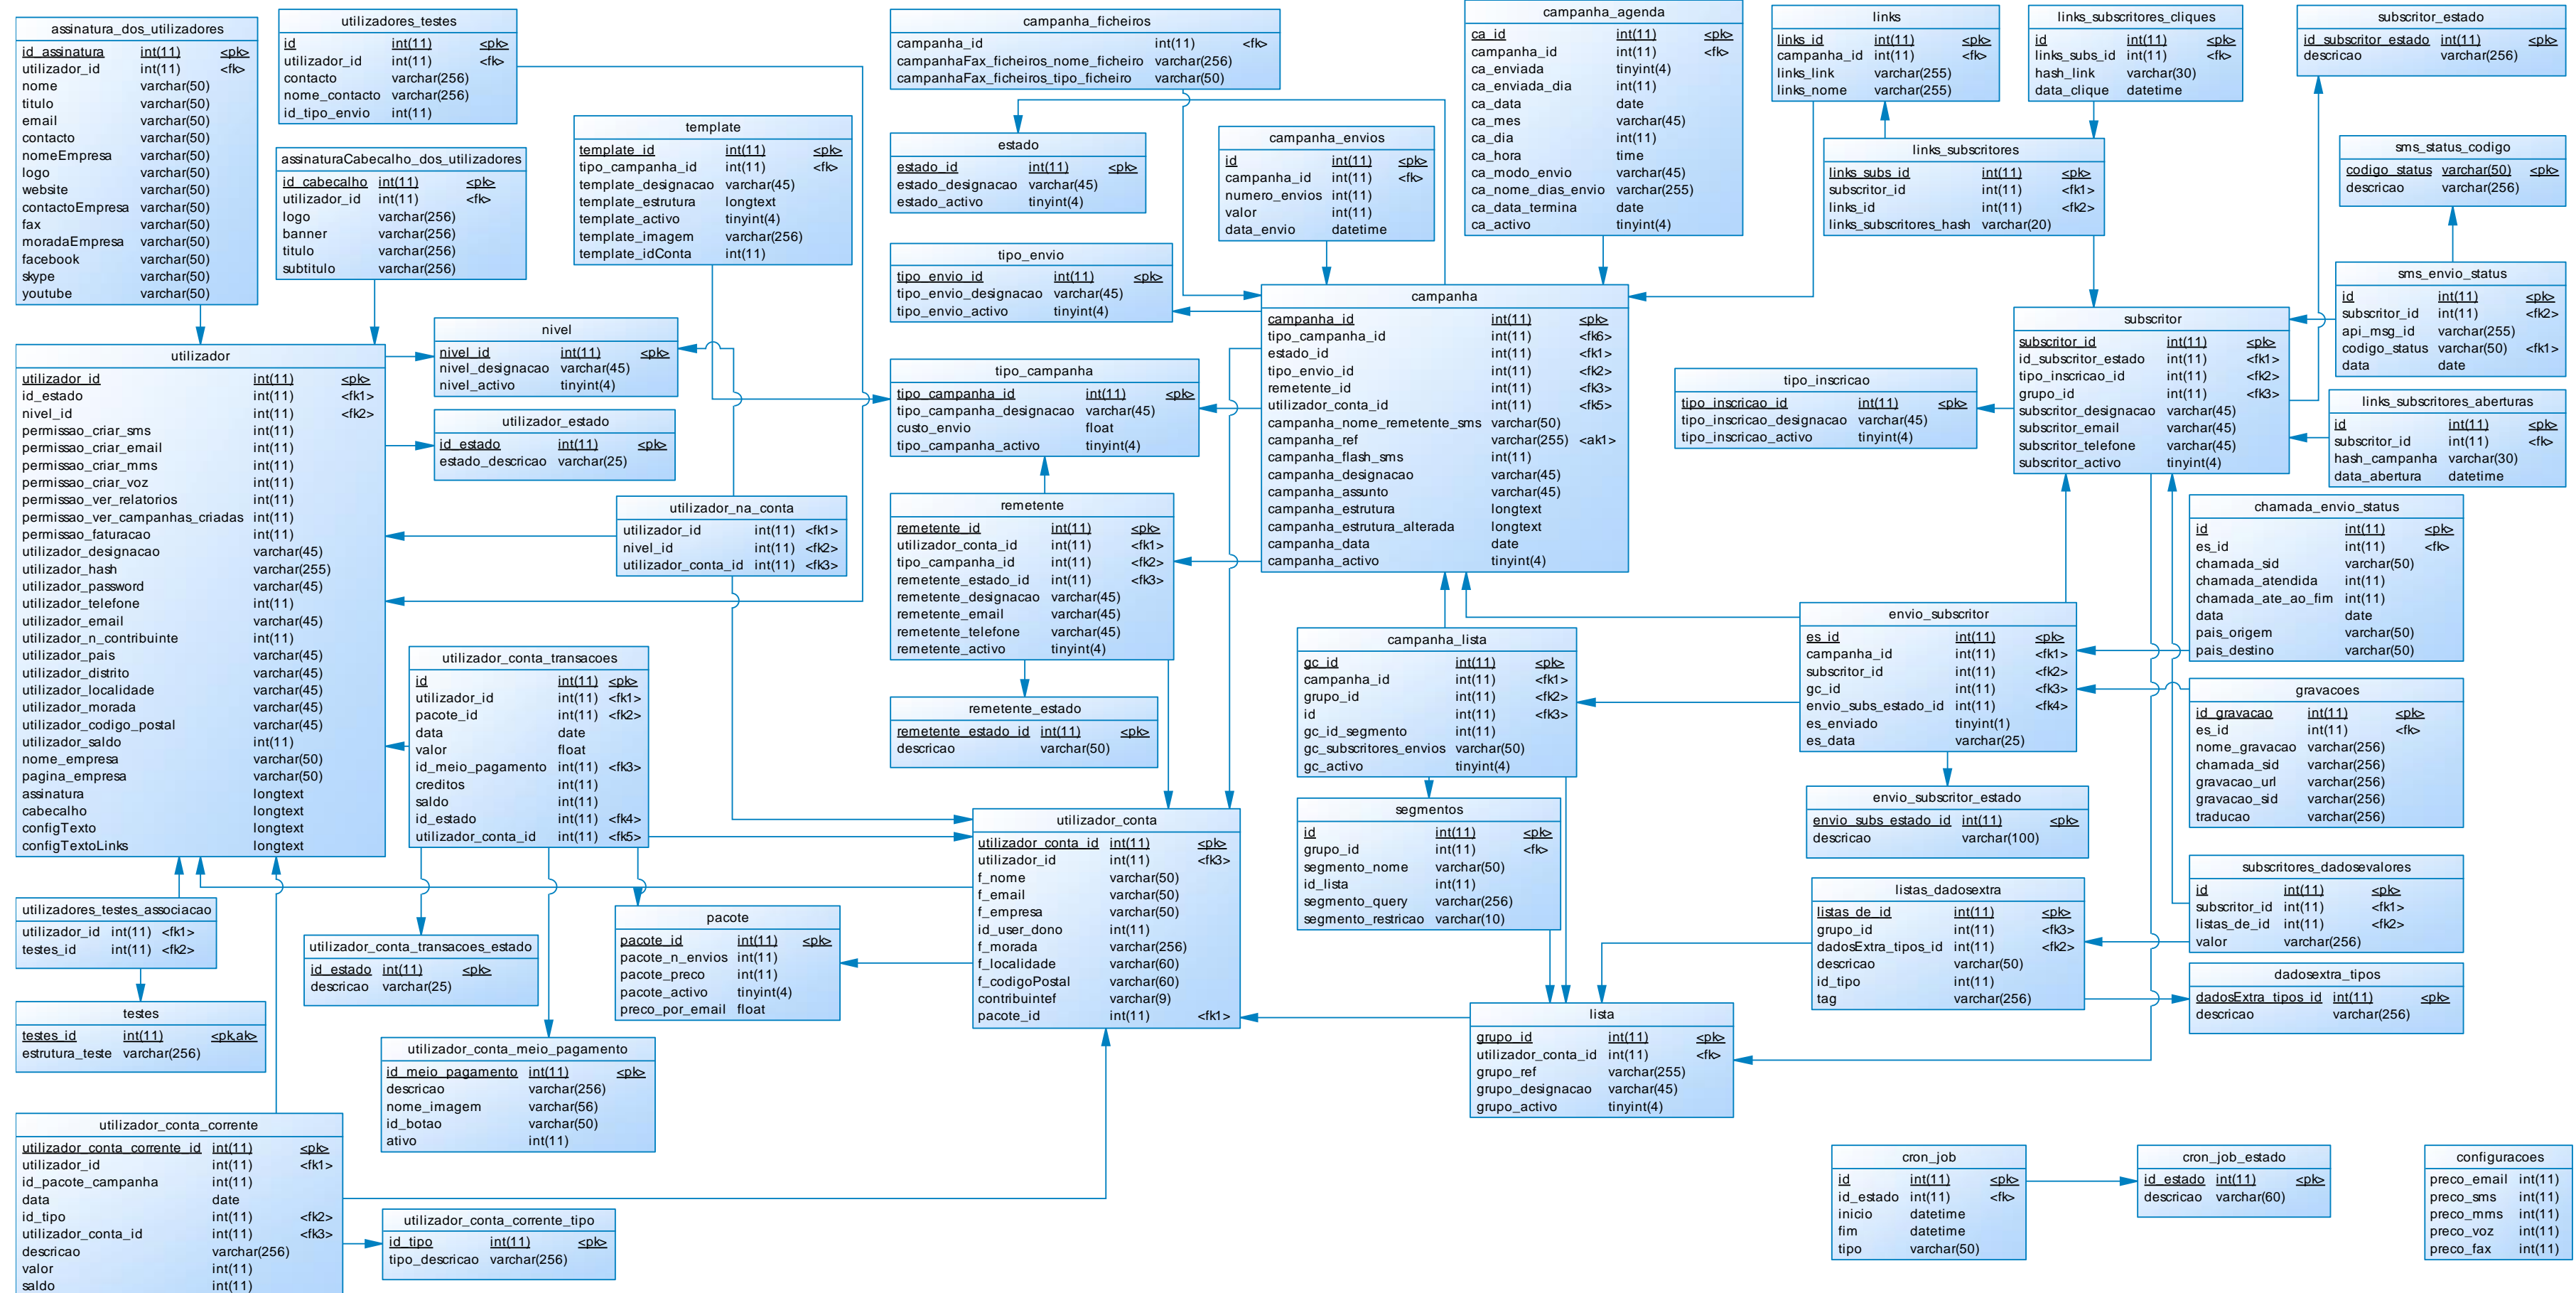 assinatura_dos_utilizadores
id_assinatura int(11) <pk>
utilizador_id int(11) <fk>
nome varchar(50)
titulo varchar(50)
email varchar(50)
contacto varchar(50)
nomeEmpresa varchar(50)
logo varchar(50)
website varchar(50)
contactoEmpresa varchar(50)
fax varchar(50)
moradaEmpresa varchar(50)
facebook varchar(50)
skype varchar(50)
youtube varchar(50)
utilizadores_testes
id int(11) <pk>
utilizador_id int(11) <fk>
contacto varchar(256)
nome_contacto varchar(256)
id_tipo_envio int(11)
assinaturaCabecalho_dos_utilizadores
id_cabecalho int(11) <pk>
utilizador_id int(11) <fk>
logo varchar(256)
banner varchar(256)
titulo varchar(256)
subtitulo varchar(256)
template
template_id int(11) <pk>
tipo_campanha_id int(11) <fk>
template_designacao varchar(45)
template_estrutura longtext
template_activo tinyint(4)
template_imagem varchar(256)
template_idConta int(11)
campanha_ficheiros
campanha_id int(11) <fk>
campanhaFax_ficheiros_nome_ficheiro varchar(256)
campanhaFax_ficheiros_tipo_ficheiro varchar(50)
estado
estado_id int(11) <pk>
estado_designacao varchar(45)
estado_activo tinyint(4)
tipo_envio
tipo_envio_id int(11) <pk>
tipo_envio_designacao varchar(45)
tipo_envio_activo tinyint(4)
campanha_envios
id int(11) <pk>
campanha_id int(11) <fk>
numero_envios int(11)
valor int(11)
data_envio datetime
campanha_agenda
ca_id int(11) <pk>
campanha_id int(11) <fk>
ca_enviada tinyint(4)
ca_enviada_dia int(11)
ca_data date
ca_mes varchar(45)
ca_dia int(11)
ca_hora time
ca_modo_envio varchar(45)
ca_nome_dias_envio varchar(255)
ca_data_termina date
ca_activo tinyint(4)
links
links_id int(11) <pk>
campanha_id int(11) <fk>
links_link varchar(255)
links_nome varchar(255)
links_subscritores_cliques
id int(11) <pk>
links_subs_id int(11) <fk>
hash_link varchar(30)
data_clique datetime
subscritor_estado
id_subscritor_estado int(11) <pk>
descricao varchar(256)
links_subscritores
links_subs_id int(11) <pk>
subscritor_id int(11) <fk1>
links_id int(11) <fk2>
links_subscritores_hash varchar(20)
sms_status_codigo
codigo_status varchar(50) <pk>
descricao varchar(256)
sms_envio_status
id int(11) <pk>
subscritor_id int(11) <fk2>
api_msg_id varchar(255)
codigo_status varchar(50) <fk1>
data date
utilizador
utilizador_id int(11) <pk>
id_estado int(11) <fk1>
nivel_id int(11) <fk2>
permissao_criar_sms int(11)
permissao_criar_email int(11)
permissao_criar_mms int(11)
permissao_criar_voz int(11)
permissao_ver_relatorios int(11)
permissao_ver_campanhas_criadas int(11)
permissao_faturacao int(11)
utilizador_designacao varchar(45)
utilizador_hash varchar(255)
utilizador_password varchar(45)
utilizador_telefone int(11)
utilizador_email varchar(45)
utilizador_n_contribuinte int(11)
utilizador_pais varchar(45)
utilizador_distrito varchar(45)
utilizador_localidade varchar(45)
utilizador_morada varchar(45)
utilizador_codigo_postal varchar(45)
utilizador_saldo int(11)
nome_empresa varchar(50)
pagina_empresa varchar(50)
assinatura longtext
cabecalho longtext
configTexto longtext
configTextoLinks longtext
nivel
nivel_id int(11) <pk>
nivel_designacao varchar(45)
nivel_activo tinyint(4)
utilizador_estado
id_estado int(11) <pk>
estado_descricao varchar(25)
utilizador_na_conta
utilizador_id int(11) <fk1>
nivel_id int(11) <fk2>
utilizador_conta_id int(11) <fk3>
tipo_campanha
tipo_campanha_id int(11) <pk>
tipo_campanha_designacao varchar(45)
custo_envio float
tipo_campanha_activo tinyint(4)
campanha
campanha_id int(11) <pk>
tipo_campanha_id int(11) <fk6>
estado_id int(11) <fk1>
tipo_envio_id int(11) <fk2>
remetente_id int(11) <fk3>
utilizador_conta_id int(11) <fk5>
campanha_nome_remetente_sms varchar(50)
campanha_ref varchar(255) <ak1>
campanha_flash_sms int(11)
campanha_designacao varchar(45)
campanha_assunto varchar(45)
campanha_estrutura longtext
campanha_estrutura_alterada longtext
campanha_data date
campanha_activo tinyint(4)
subscritor
subscritor_id int(11) <pk>
id_subscritor_estado int(11) <fk1>
tipo_inscricao_id int(11) <fk2>
grupo_id int(11) <fk3>
subscritor_designacao varchar(45)
subscritor_email varchar(45)
subscritor_telefone varchar(45)
subscritor_activo tinyint(4)
tipo_inscricao
tipo_inscricao_id int(11) <pk>
tipo_inscricao_designacao varchar(45)
tipo_inscricao_activo tinyint(4)
links_subscritores_aberturas
id int(11) <pk>
subscritor_id int(11) <fk>
hash_campanha varchar(30)
data_abertura datetime
remetente
remetente_id int(11) <pk>
utilizador_conta_id int(11) <fk1>
tipo_campanha_id int(11) <fk2>
remetente_estado_id int(11) <fk3>
remetente_designacao varchar(45)
remetente_email varchar(45)
remetente_telefone varchar(45)
remetente_activo tinyint(4)
remetente_estado
remetente_estado_id int(11) <pk>
descricao varchar(50)
chamada_envio_status
id int(11) <pk>
es_id int(11) <fk>
chamada_sid varchar(50)
chamada_atendida int(11)
chamada_ate_ao_fim int(11)
data date
pais_origem varchar(50)
pais_destino varchar(50)
envio_subscritor
es_id int(11) <pk>
campanha_id int(11) <fk1>
subscritor_id int(11) <fk2>
gc_id int(11) <fk3>
envio_subs_estado_id int(11) <fk4>
es_enviado tinyint(1)
es_data varchar(25)
campanha_lista
gc_id int(11) <pk>
campanha_id int(11) <fk1>
grupo_id int(11) <fk2>
id int(11) <fk3>
gc_id_segmento int(11)
gc_subscritores_envios varchar(50)
gc_activo tinyint(4)
utilizador_conta_transacoes
id int(11) <pk>
utilizador_id int(11) <fk1>
pacote_id int(11) <fk2>
data date
valor float
id_meio_pagamento int(11) <fk3>
creditos int(11)
saldo int(11)
id_estado int(11) <fk4>
utilizador_conta_id int(11) <fk5>
gravacoes
id_gravacao int(11) <pk>
es_id int(11) <fk>
nome_gravacao varchar(256)
chamada_sid varchar(256)
gravacao_url varchar(256)
gravacao_sid varchar(256)
traducao varchar(256)
envio_subscritor_estado
envio_subs_estado_id int(11) <pk>
descricao varchar(100)
segmentos
id int(11) <pk>
grupo_id int(11) <fk>
segmento_nome varchar(50)
id_lista int(11)
segmento_query varchar(256)
segmento_restricao varchar(10)
utilizador_conta
utilizador_conta_id int(11) <pk>
utilizador_id int(11) <fk3>
f_nome varchar(50)
f_email varchar(50)
f_empresa varchar(50)
id_user_dono int(11)
f_morada varchar(256)
f_localidade varchar(60)
f_codigoPostal varchar(60)
contribuintef varchar(9)
pacote_id int(11) <fk1>
subscritores_dadosevalores
id int(11) <pk>
subscritor_id int(11) <fk1>
listas_de_id int(11) <fk2>
valor varchar(256)
listas_dadosextra
listas_de_id int(11) <pk>
grupo_id int(11) <fk3>
dadosExtra_tipos_id int(11) <fk2>
descricao varchar(50)
id_tipo int(11)
tag varchar(256)
dadosextra_tipos
dadosExtra_tipos_id int(11) <pk>
descricao varchar(256)
utilizadores_testes_associacao
utilizador_id int(11) <fk1>
testes_id int(11) <fk2>
testes
testes_id int(11) <pk,ak>
estrutura_teste varchar(256)
utilizador_conta_transacoes_estado
id_estado int(11) <pk>
descricao varchar(25)
pacote
pacote_id int(11) <pk>
pacote_n_envios int(11)
pacote_preco int(11)
pacote_activo tinyint(4)
preco_por_email float
utilizador_conta_meio_pagamento
id_meio_pagamento int(11) <pk>
descricao varchar(256)
nome_imagem varchar(56)
id_botao varchar(50)
ativo int(11)
lista
grupo_id int(11) <pk>
utilizador_conta_id int(11) <fk>
grupo_ref varchar(255)
grupo_designacao varchar(45)
grupo_activo tinyint(4)
utilizador_conta_corrente
utilizador_conta_corrente_id int(11) <pk>
utilizador_id int(11) <fk1>
id_pacote_campanha int(11)
data date
id_tipo int(11) <fk2>
utilizador_conta_id int(11) <fk3>
descricao varchar(256)
valor int(11)
saldo int(11)
utilizador_conta_corrente_tipo
id_tipo int(11) <pk>
tipo_descricao varchar(256)
cron_job
id int(11) <pk>
id_estado int(11) <fk>
inicio datetime
fim datetime
tipo varchar(50)
cron_job_estado
id_estado int(11) <pk>
descricao varchar(60)
configuracoes
preco_email int(11)
preco_sms int(11)
preco_mms int(11)
preco_voz int(11)
preco_fax int(11)